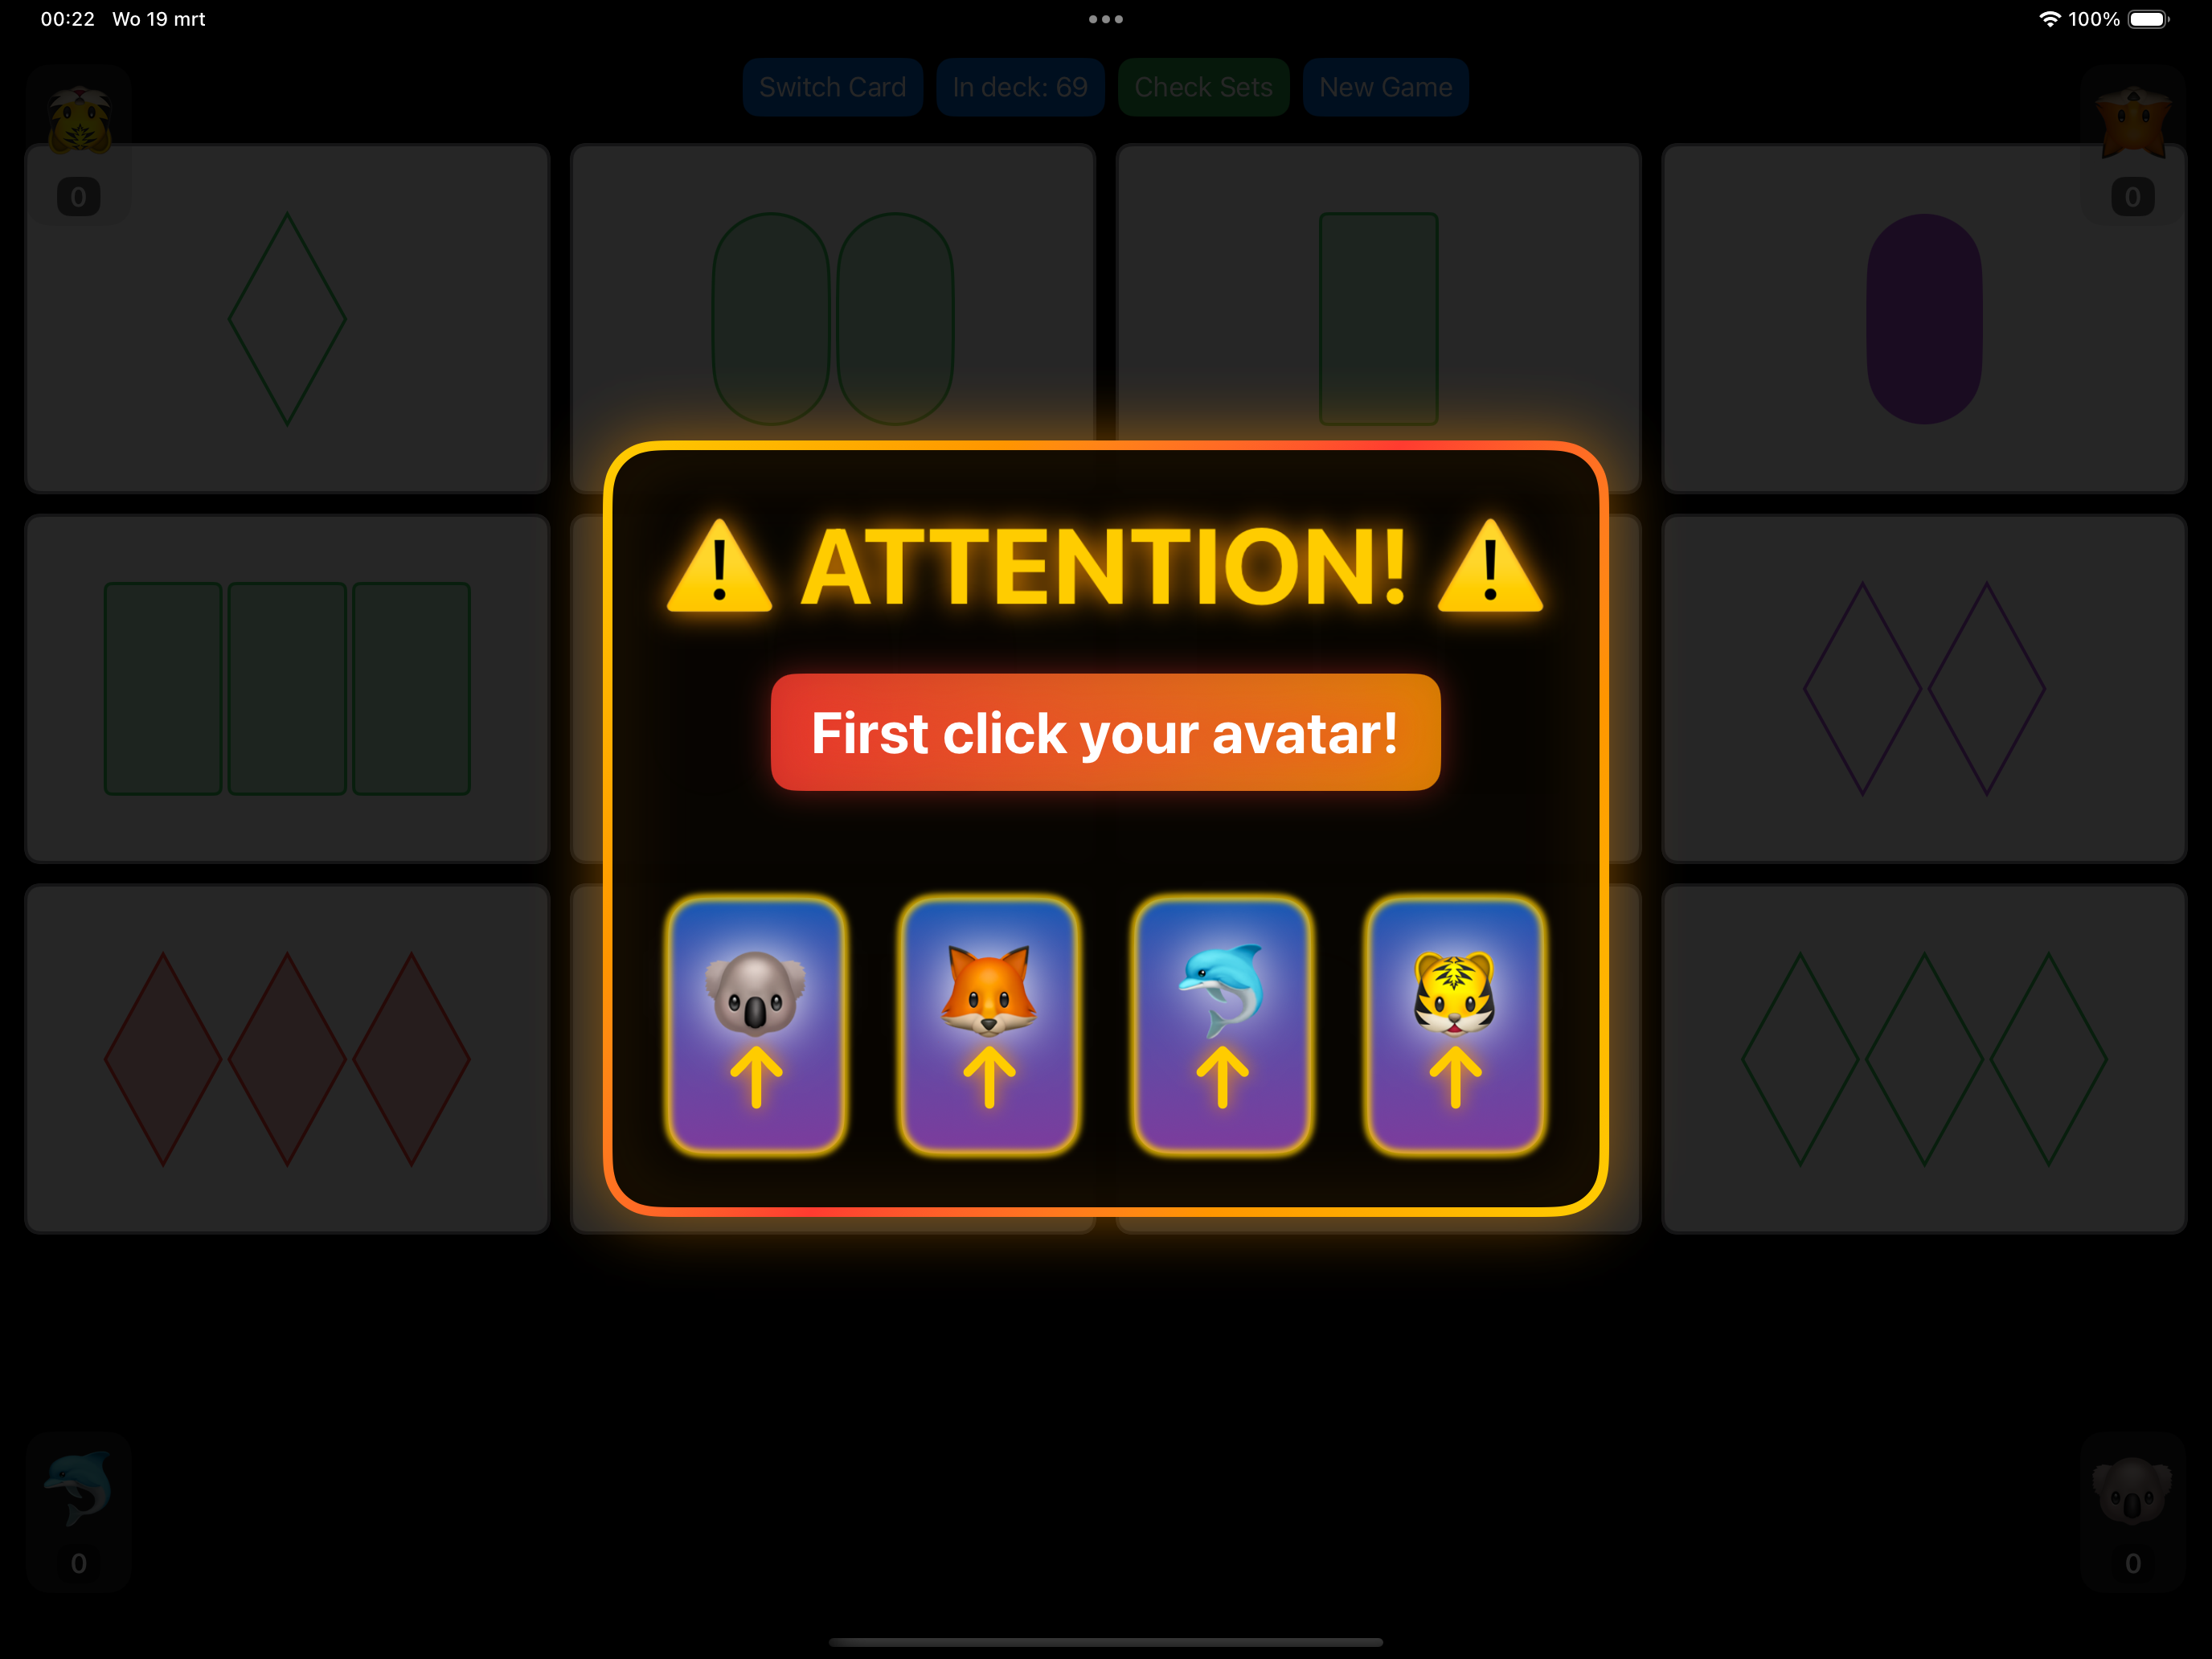 00:22 Wo 19 mrt 100%
Switch Card In deck: 69 Check Sets New Game
0 0
ATTENTION!
First click your avatar!
0 0